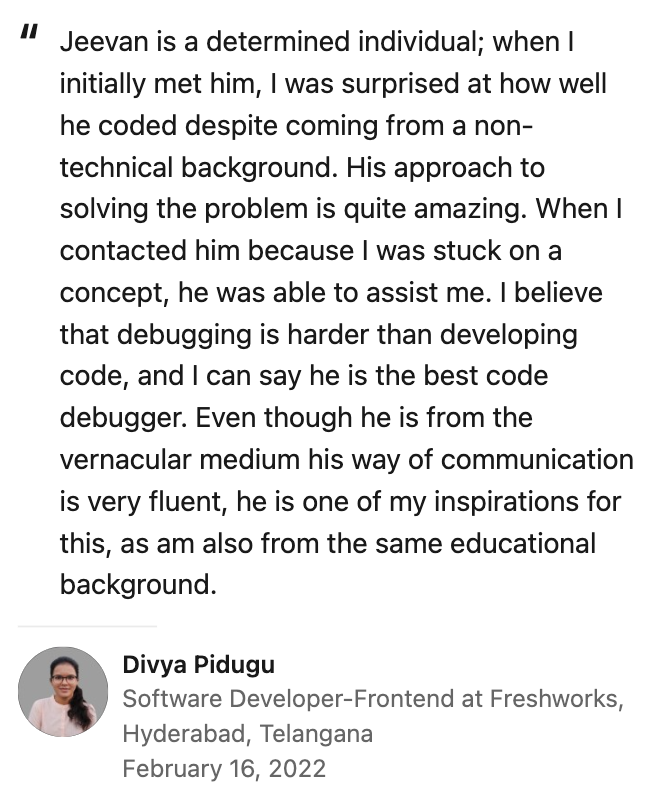 " Jeevan is a determined individual; when I
initially met him, I was surprised at how well
he coded despite coming from a non-
technical background. His approach to
solving the problem is quite amazing. When I
contacted him because I was stuck on a
concept, he was able to assist me. I believe
that debugging is harder than developing
code, and I can say he is the best code
debugger. Even though he is from the
vernacular medium his way of communication
is very fluent, he is one of my inspirations for
this, as am also from the same educational
background.
Divya Pidugu
Software Developer-Frontend at Freshworks,
Hyderabad, Telangana
February 16, 2022